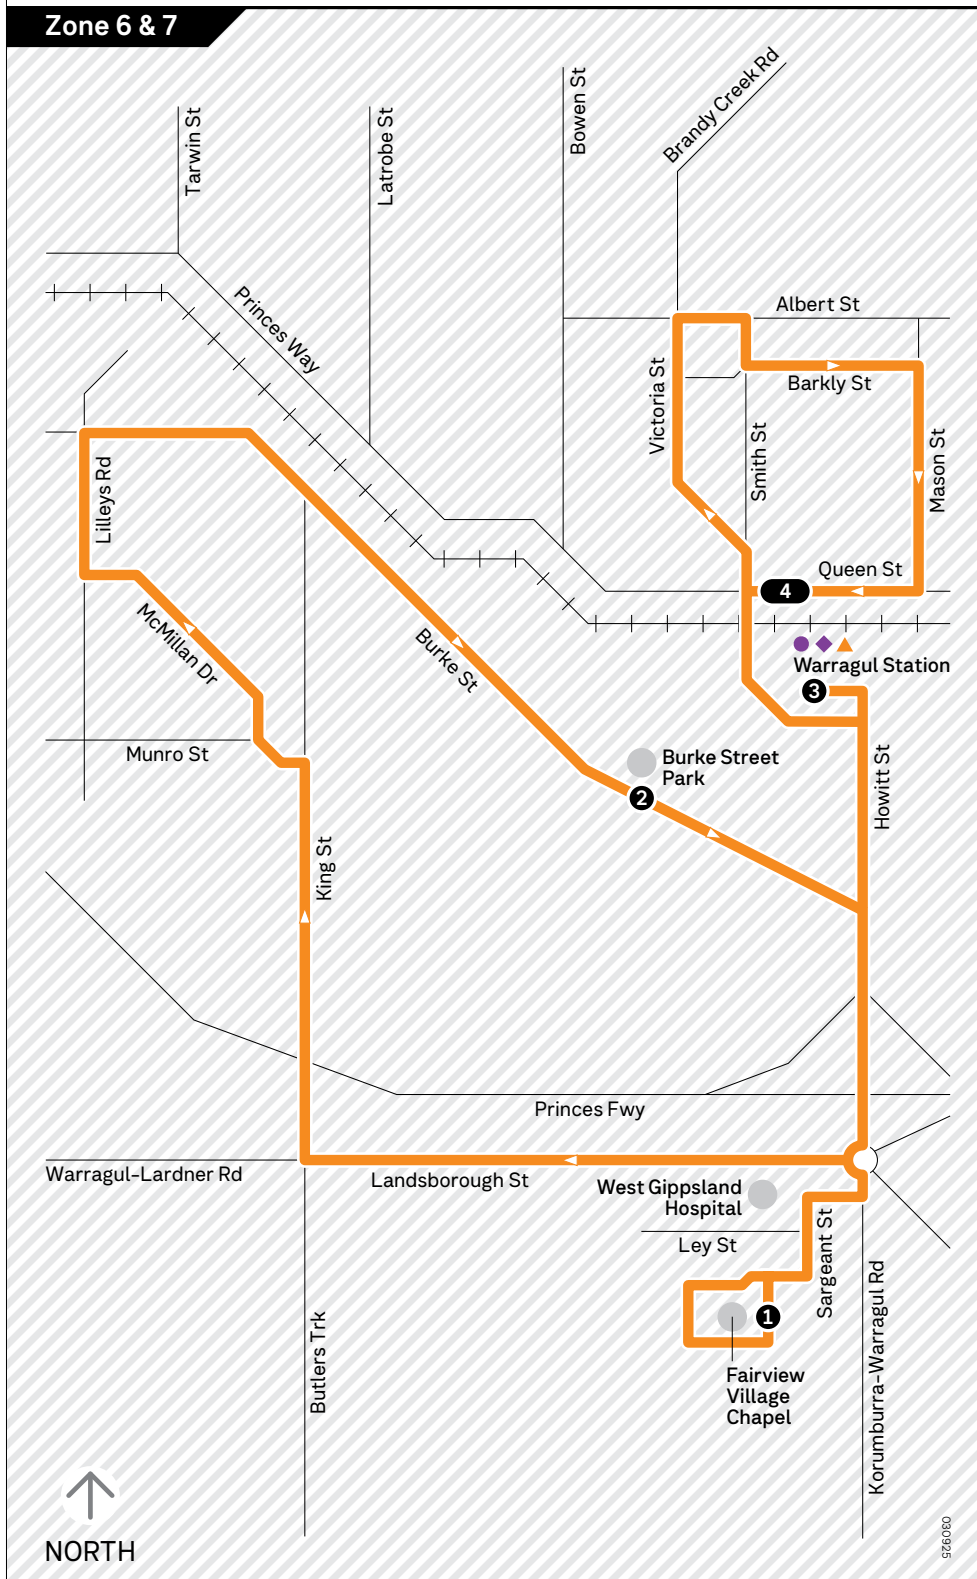 Zone 6 & 7
Tarwin St
Latrobe St
Bowen St
Brandy Creek Rd
Princes Way
Albert St
Victoria St
Barkly St
Smith St
Mason St
Lilleys Rd
Queen St
4
McMillan Dr
Burke St
Warragul Station
3
Munro St
Burke Street
Park
2
Howitt St
King St
Princes Fwy
Warragul-Lardner Rd
Landsborough St
West Gippsland
Hospital
Ley St
Sargeant St
1
Butlers Trk
Fairview
Village
Chapel
Korumburra-Warragul Rd
NORTH
030925